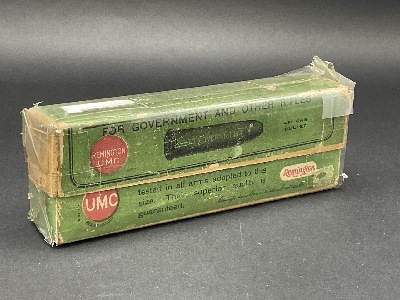 FOR GOVERNMENT AND OTHER RIFLES
REMINGTON
UMC
BULLET
UMC
tested in all arms adapted to this
size. Their superior quality is
guaranteed.
Remington